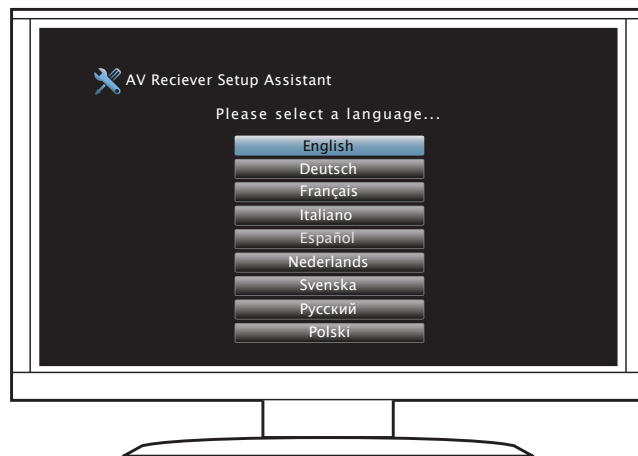 AV Reciever Setup Assistant
Please select a language...
English
Deutsch
Français
Italiano
Español
Nederlands
Svenska
Русский
Polski